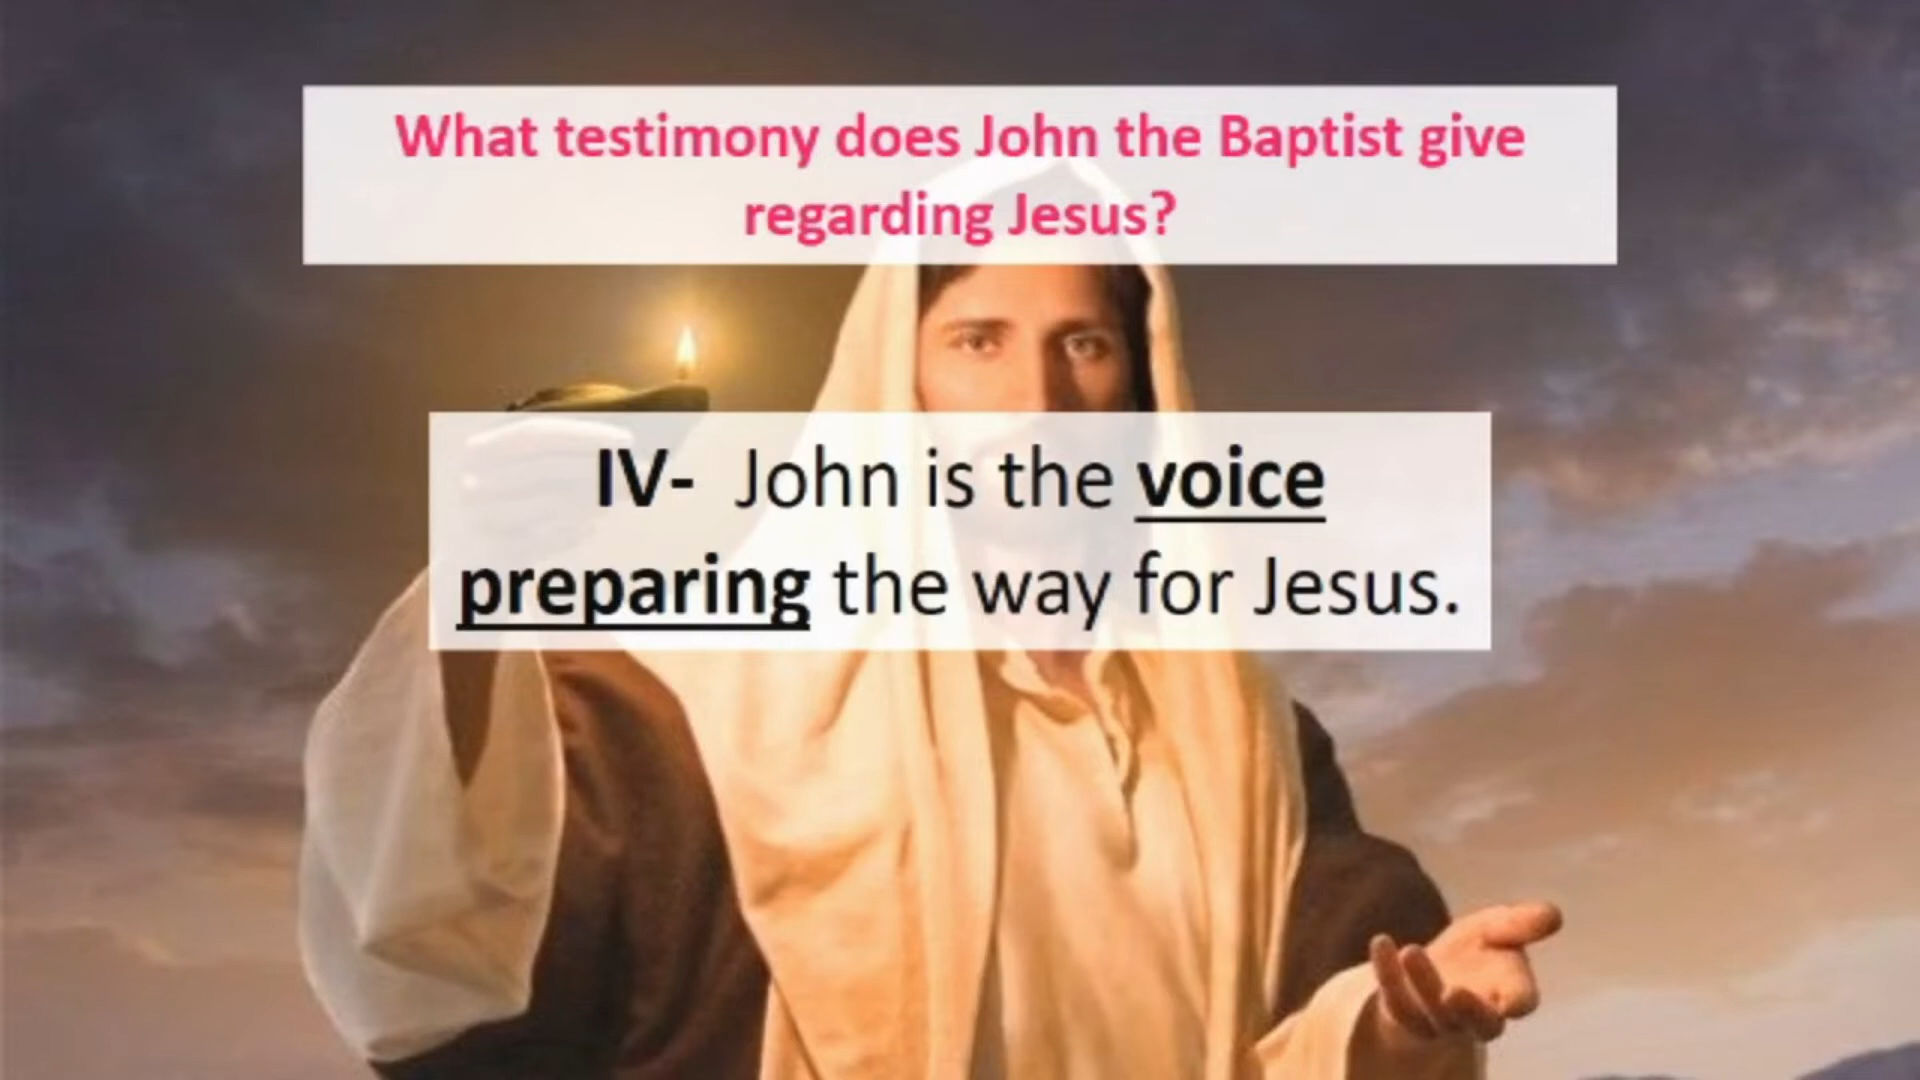 What testimony does John the Baptist give
regarding Jesus?
IV- John is the voice
preparing the way for Jesus.